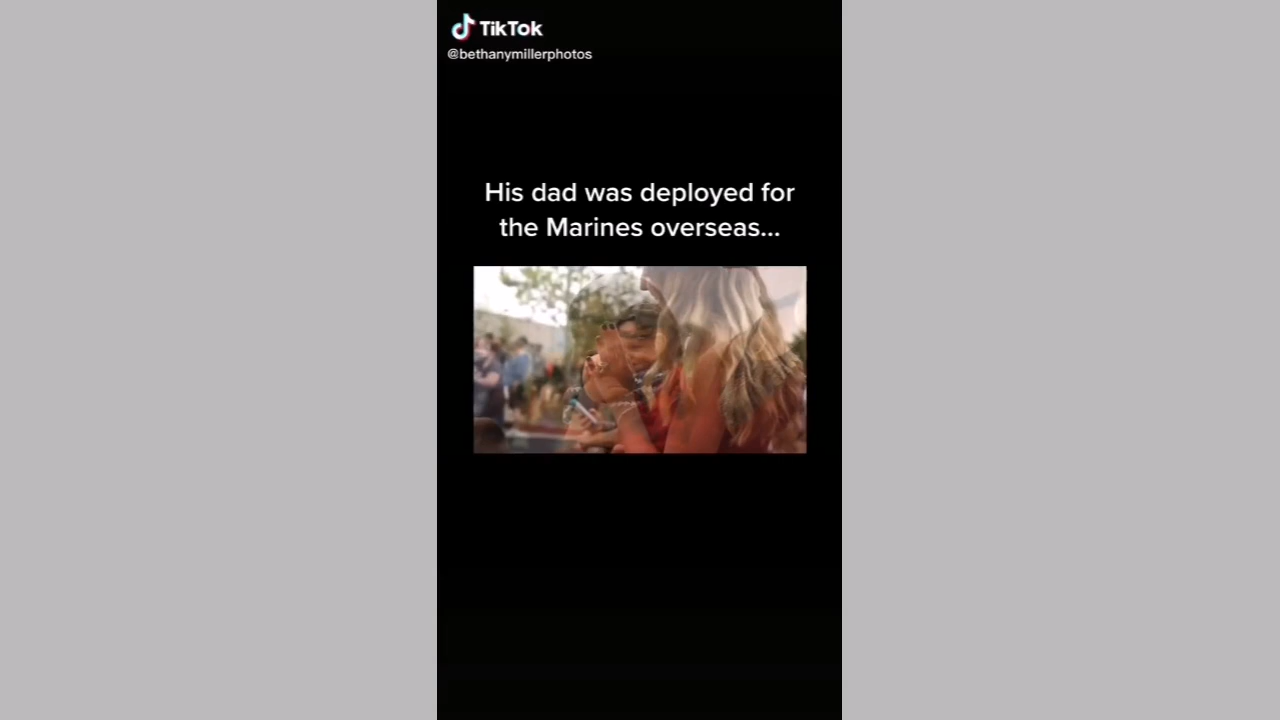 TikTok
@bethanymillerphotos
His dad was deployed for
the Marines overseas...